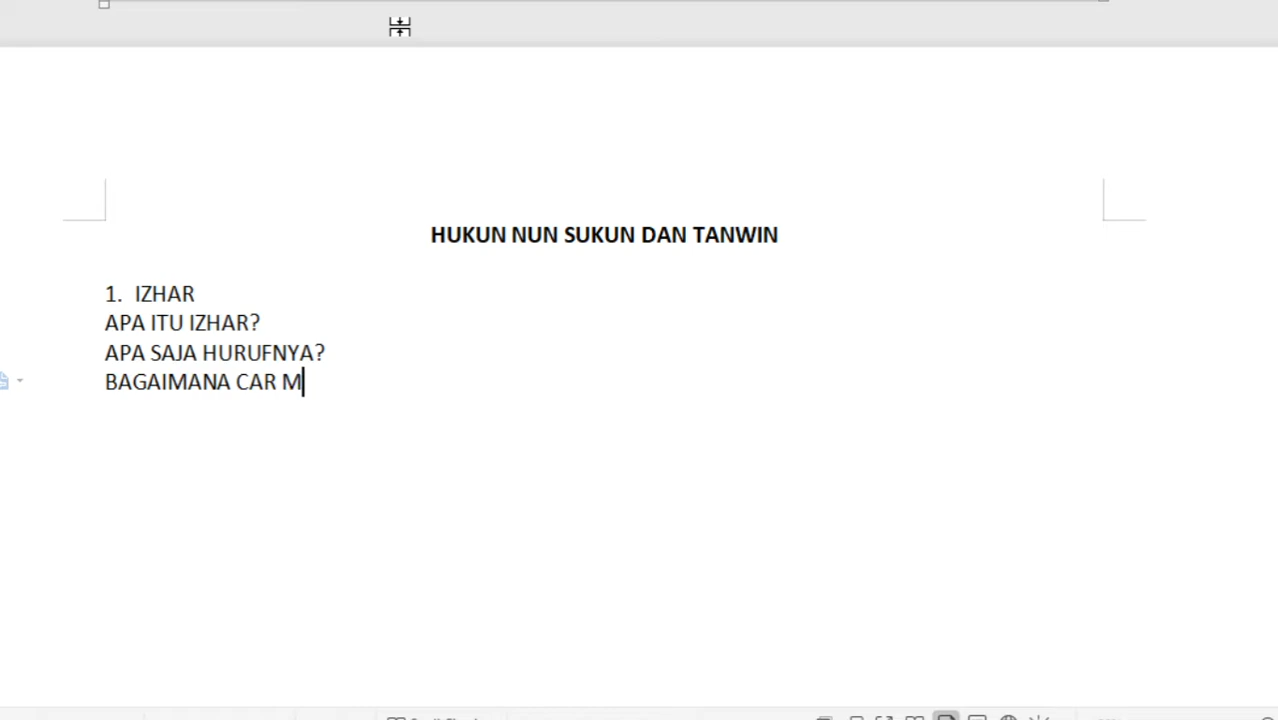 HUKUN NUN SUKUN DAN TANWIN
1. IZHAR
APA ITU IZHAR?
APA SAJA HURUFNYA?
BAGAIMANA CAR M